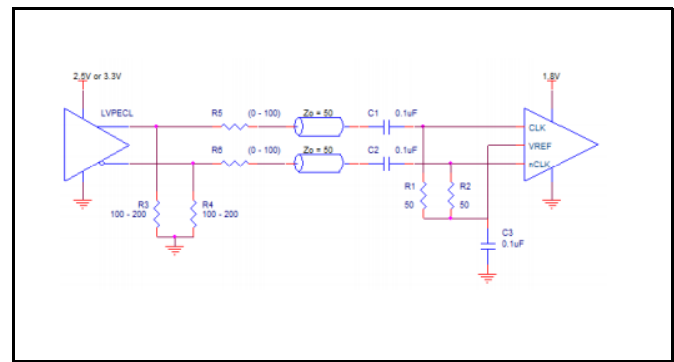 2.5V or 3.3V
1.8V
LVPECL
R5 (0 - 100) Zo = 50 C1 0.1uF
CLK
VREF
R6 (0 - 100) Zo = 50 C2 0.1uF
nCLK
R1 R2
50 50
R3 R4
100 - 200 100 - 200
C3
0.1uF